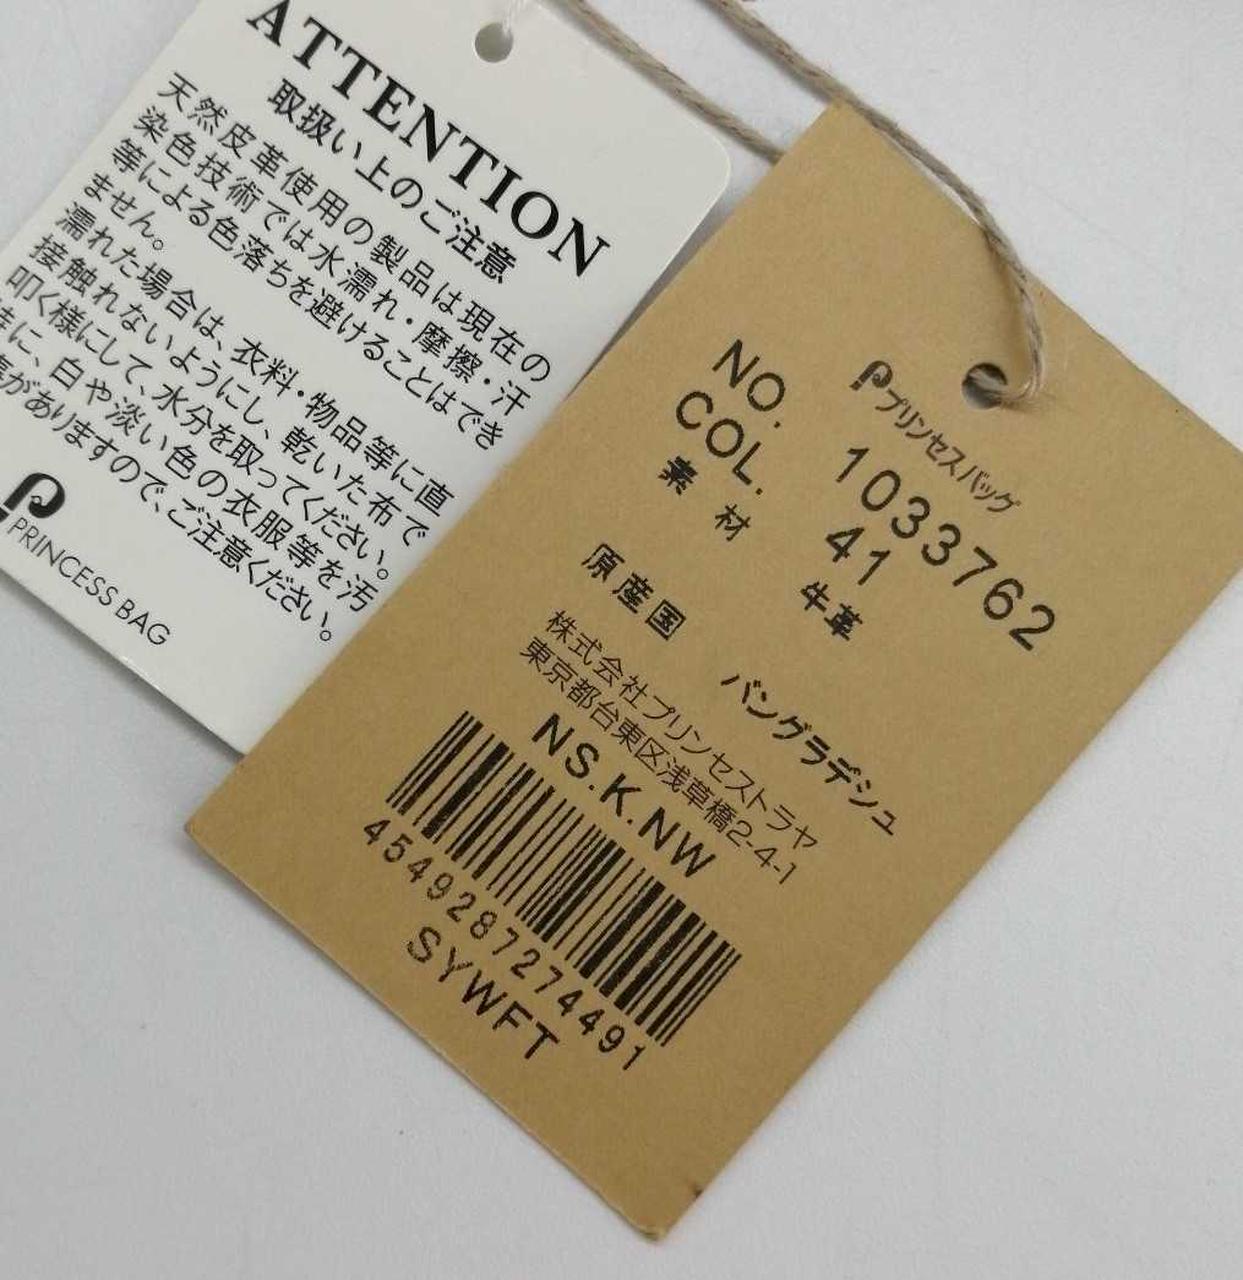 ATTENTION
取扱い上のご注意
天然皮革使用の製品は現在の
染色技術では水濡れ・摩擦・汗
等による色落ちを避けることはでき
ません。
濡れた場合は、衣料・物品等に直
接触れないようにし、乾いた布で
叩く様にして、水分を取ってください。
特に、白や淡い色の衣服等を汚
す事がありますので、ご注意ください。
PRINCESS BAG
プリンセスバッグ
NO. 1033762
COL. 41
素材 牛革
原産国 バングラデシュ
株式会社プリンセストラヤ
東京都台東区浅草橋2-4-1
NS.K.NW
4549287274491
SYWFT